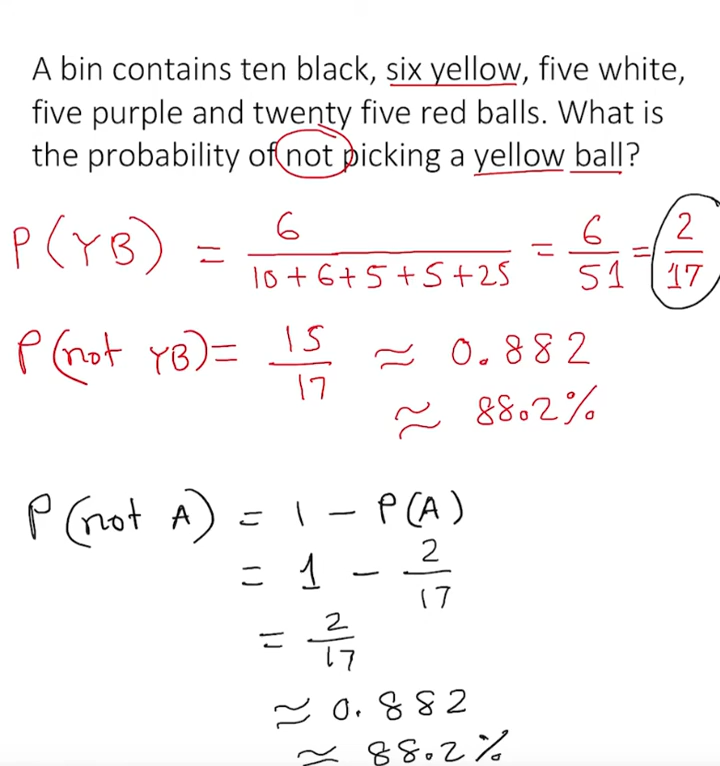 A bin contains ten black, six yellow, five white,
five purple and twenty five red balls. What is
the probability of not picking a yellow ball?
P(YB) = 6/(10+6+5+5+25) = 6/51 = 2/17
P(not YB) = 15/17 ≈ 0.882
≈ 88.2%
P(not A) = 1 - P(A)
= 1 - 2/17
= 2/17
≈ 0.882
≈ 88.2%